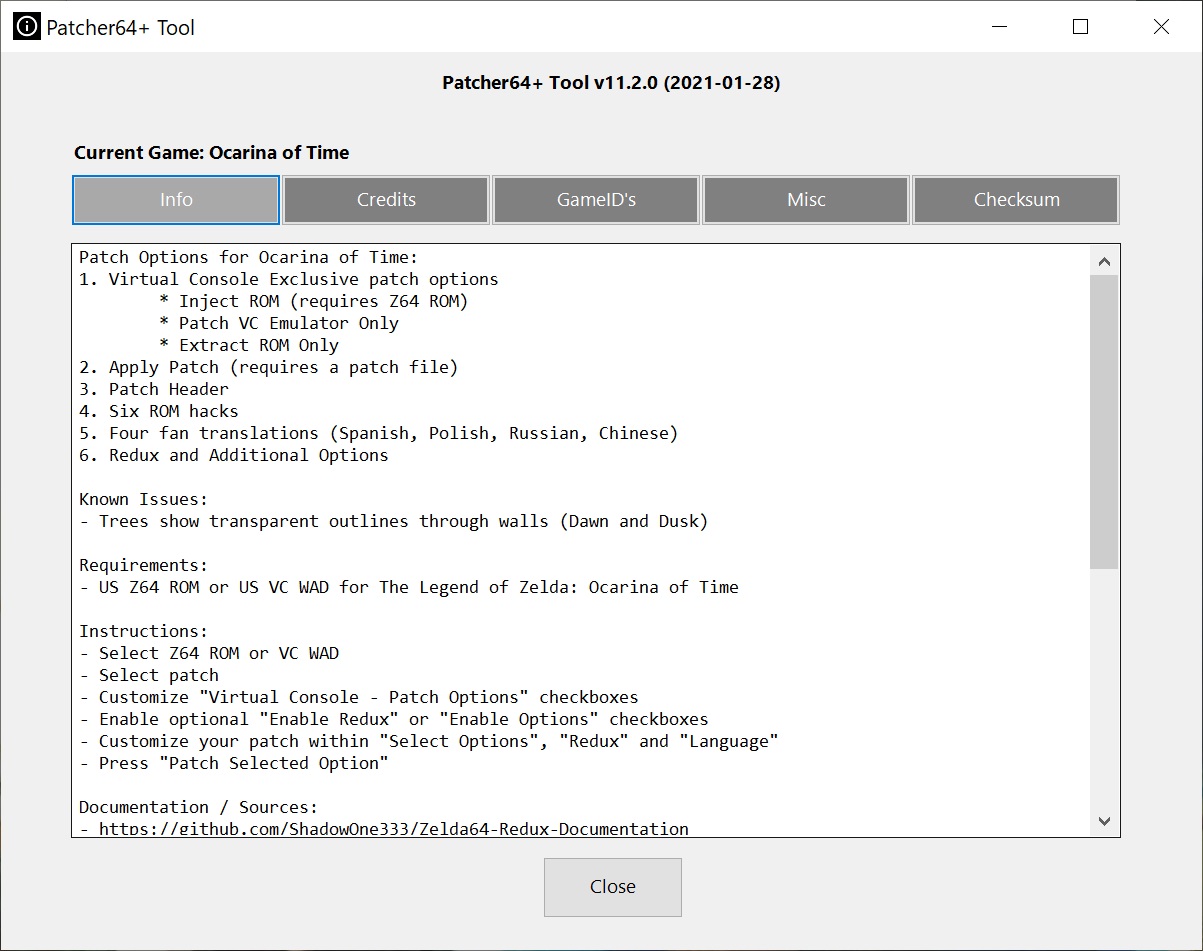 Patcher64+ Tool
Patcher64+ Tool v11.2.0 (2021-01-28)
Current Game: Ocarina of Time
Info Credits GameID's Misc Checksum
Patch Options for Ocarina of Time:
1. Virtual Console Exclusive patch options
* Inject ROM (requires Z64 ROM)
* Patch VC Emulator Only
* Extract ROM Only
2. Apply Patch (requires a patch file)
3. Patch Header
4. Six ROM hacks
5. Four fan translations (Spanish, Polish, Russian, Chinese)
6. Redux and Additional Options
Known Issues:
- Trees show transparent outlines through walls (Dawn and Dusk)
Requirements:
- US Z64 ROM or US VC WAD for The Legend of Zelda: Ocarina of Time
Instructions:
- Select Z64 ROM or VC WAD
- Select patch
- Customize "Virtual Console - Patch Options" checkboxes
- Enable optional "Enable Redux" or "Enable Options" checkboxes
- Customize your patch within "Select Options", "Redux" and "Language"
- Press "Patch Selected Option"
Documentation / Sources:
- https://github.com/ShadowOne333/Zelda64-Redux-Documentation
Close